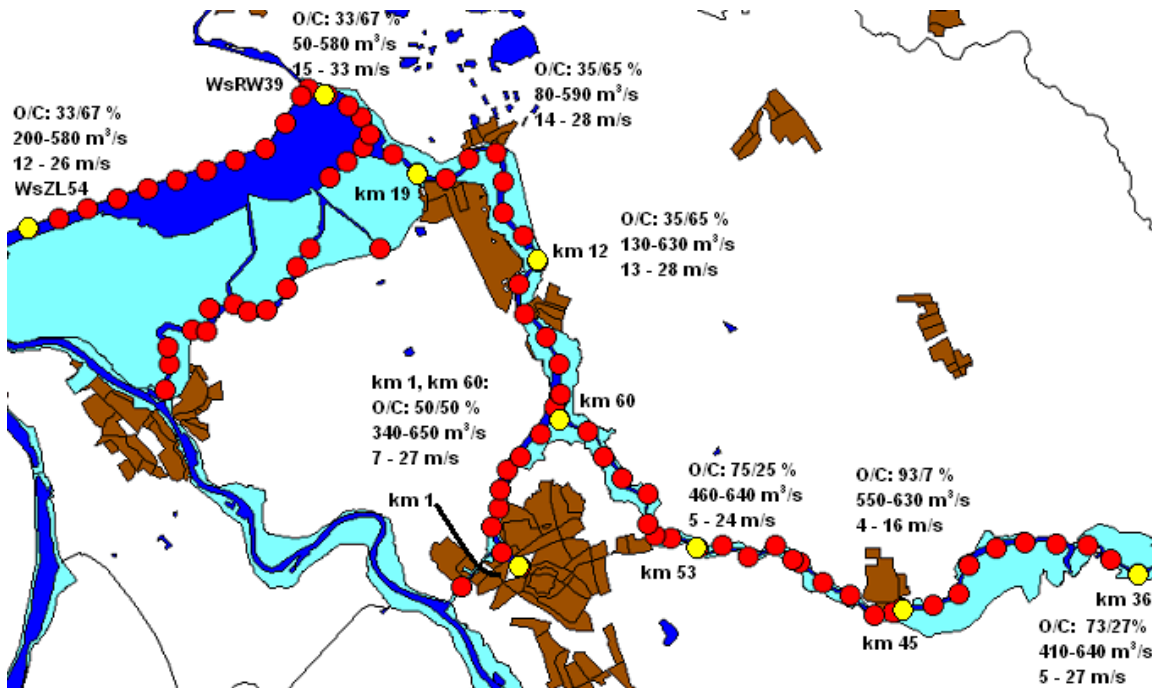 O/C: 33/67 %
50-580 m³/s
15 - 33 m/s
WsRW39
O/C: 35/65 %
80-590 m³/s
14 - 28 m/s
O/C: 33/67 %
200-580 m³/s
12 - 26 m/s
WsZL54
km 19
O/C: 35/65 %
130-630 m³/s
13 - 28 m/s
km 12
km 1, km 60:
O/C: 50/50 %
340-650 m³/s
7 - 27 m/s
km 60
km 1
O/C: 75/25 %
460-640 m³/s
5 - 24 m/s
km 53
O/C: 93/7 %
550-630 m³/s
4 - 16 m/s
km 45
km 36
O/C: 73/27%
410-640 m³/s
5 - 27 m/s